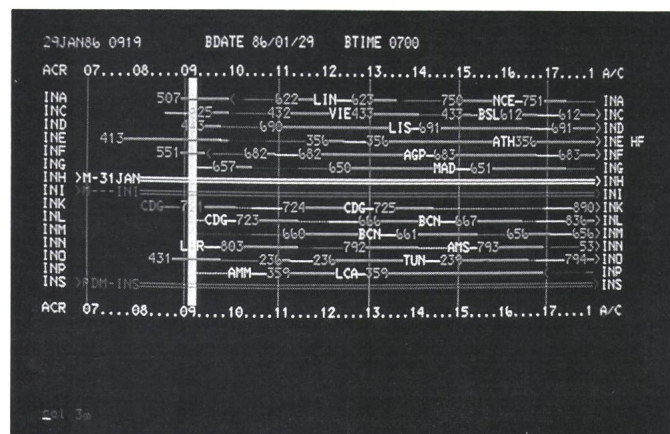 29JAN86 0919 BDATE 86/01/29 BTIME 0700
ACR 07....08....09....10....11....12....13....14....15....16....17....1 A/C
INA 507 622 LIN 623 750 NCE 751 INA
INC 432 VIE433 433 BSL612 612 INC
IND 690 LIS 691 691 IND
INE 413 356 356 ATH356 INE HF
INF 551 682 682 AGP 683 683 INF
ING 657 650 MAD 651 ING
INH >M-31JAN INH
INI >M---INI INI
INK CDG 724 CDG 725 890 INK
INL CDG 723 666 BCN 667 836 INL
INM 660 BCN 661 656 656 INM
INN 803 792 AMS 793 53 INN
INO 431 236 236 TUN 239 794 INO
INP AMM 359 LCA 359 INP
INS DM-INS INS
ACR 07....08....09....10....11....12....13....14....15....16....17....1 A/C